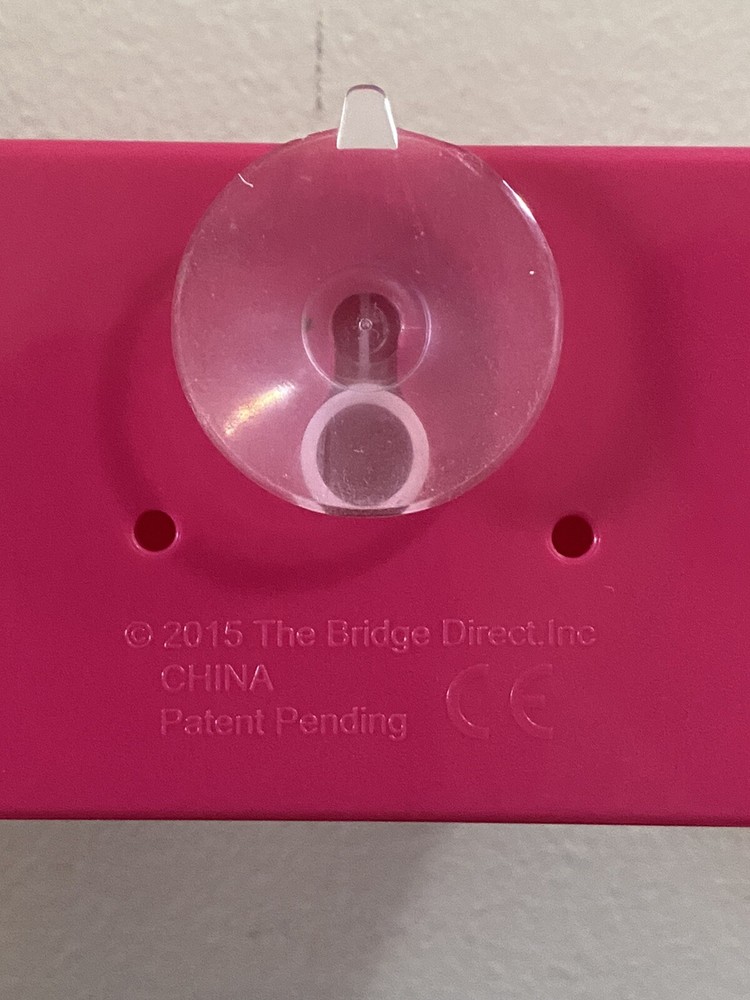 © 2015 The Bridge Direct.Inc
CHINA
Patent Pending CE